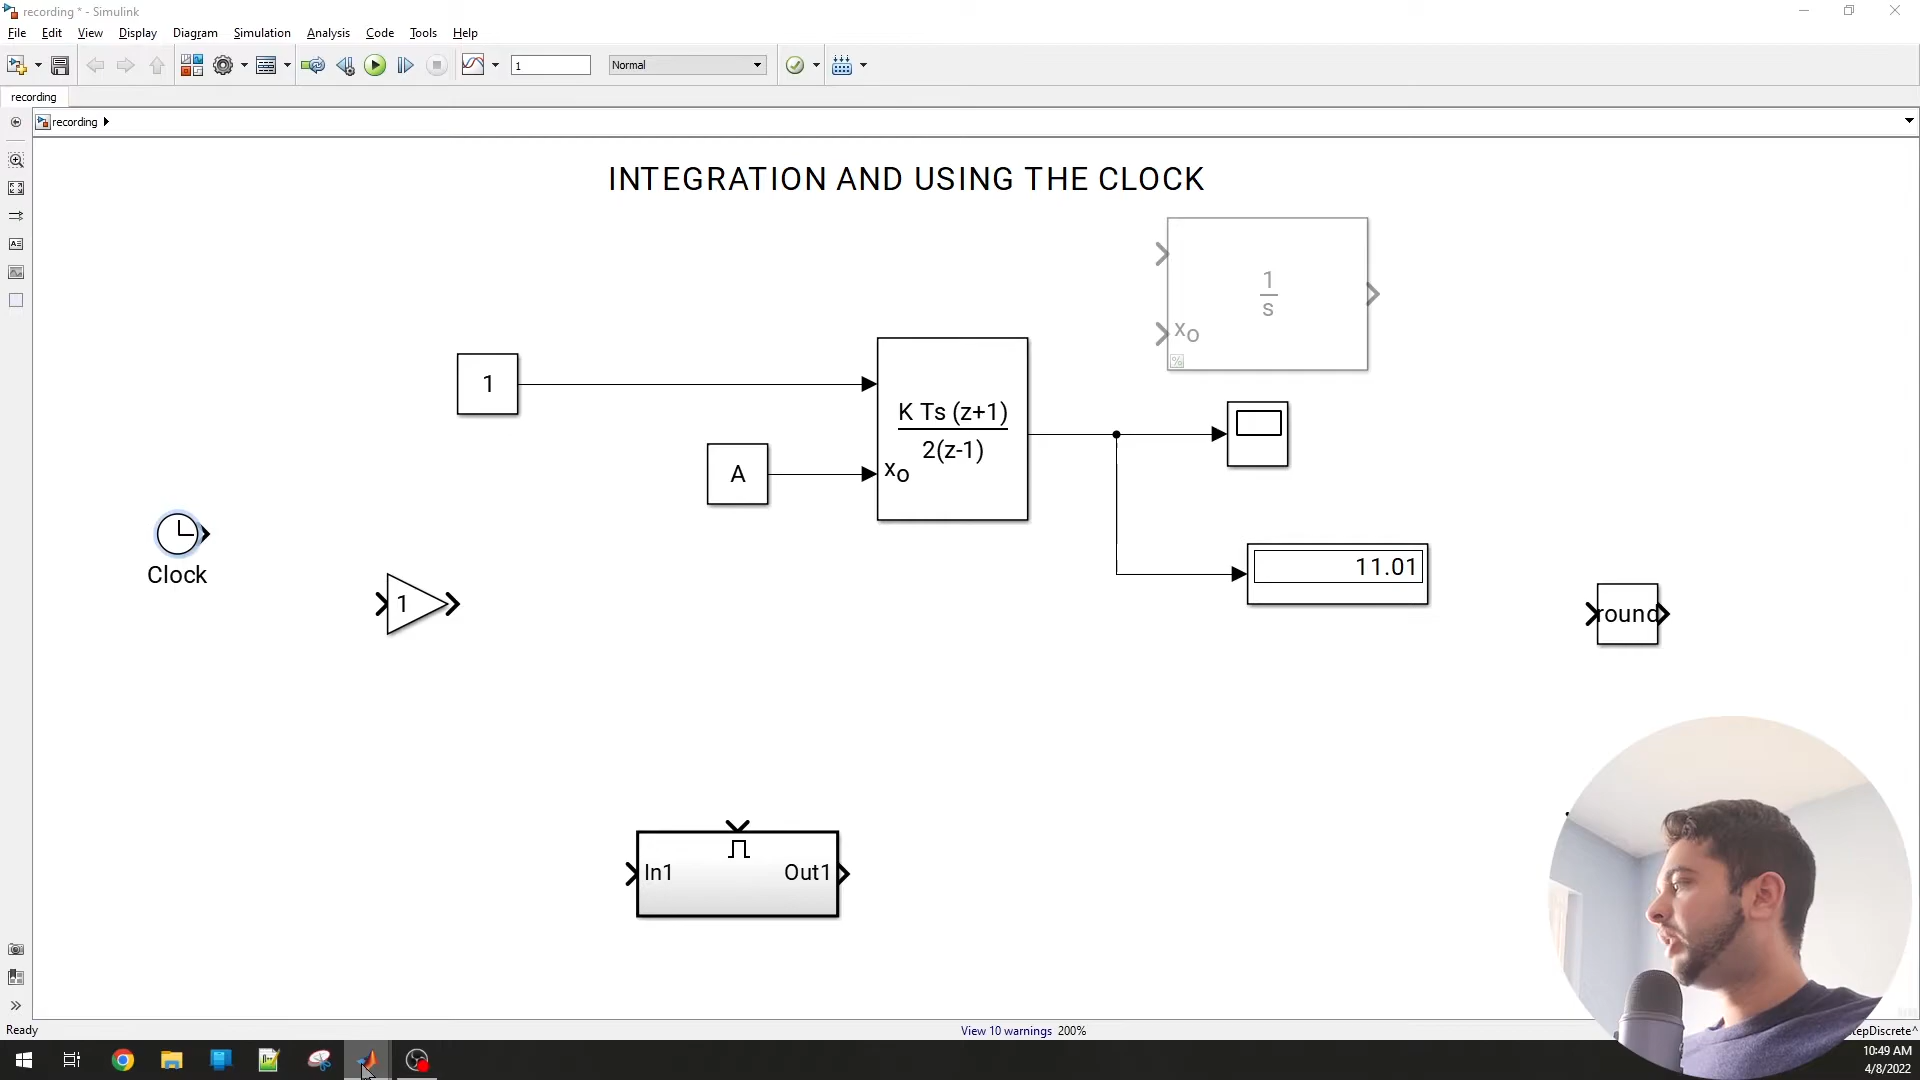 recording * - Simulink
File Edit View Display Diagram Simulation Analysis Code Tools Help
1 Normal
recording
recording
INTEGRATION AND USING THE CLOCK
1
s
xo
1
K Ts (z+1)
2(z-1)
xo
A
Clock
1
11.01
round
In1 Out1
Ready View 10 warnings 200%
10:49 AM
4/8/2022